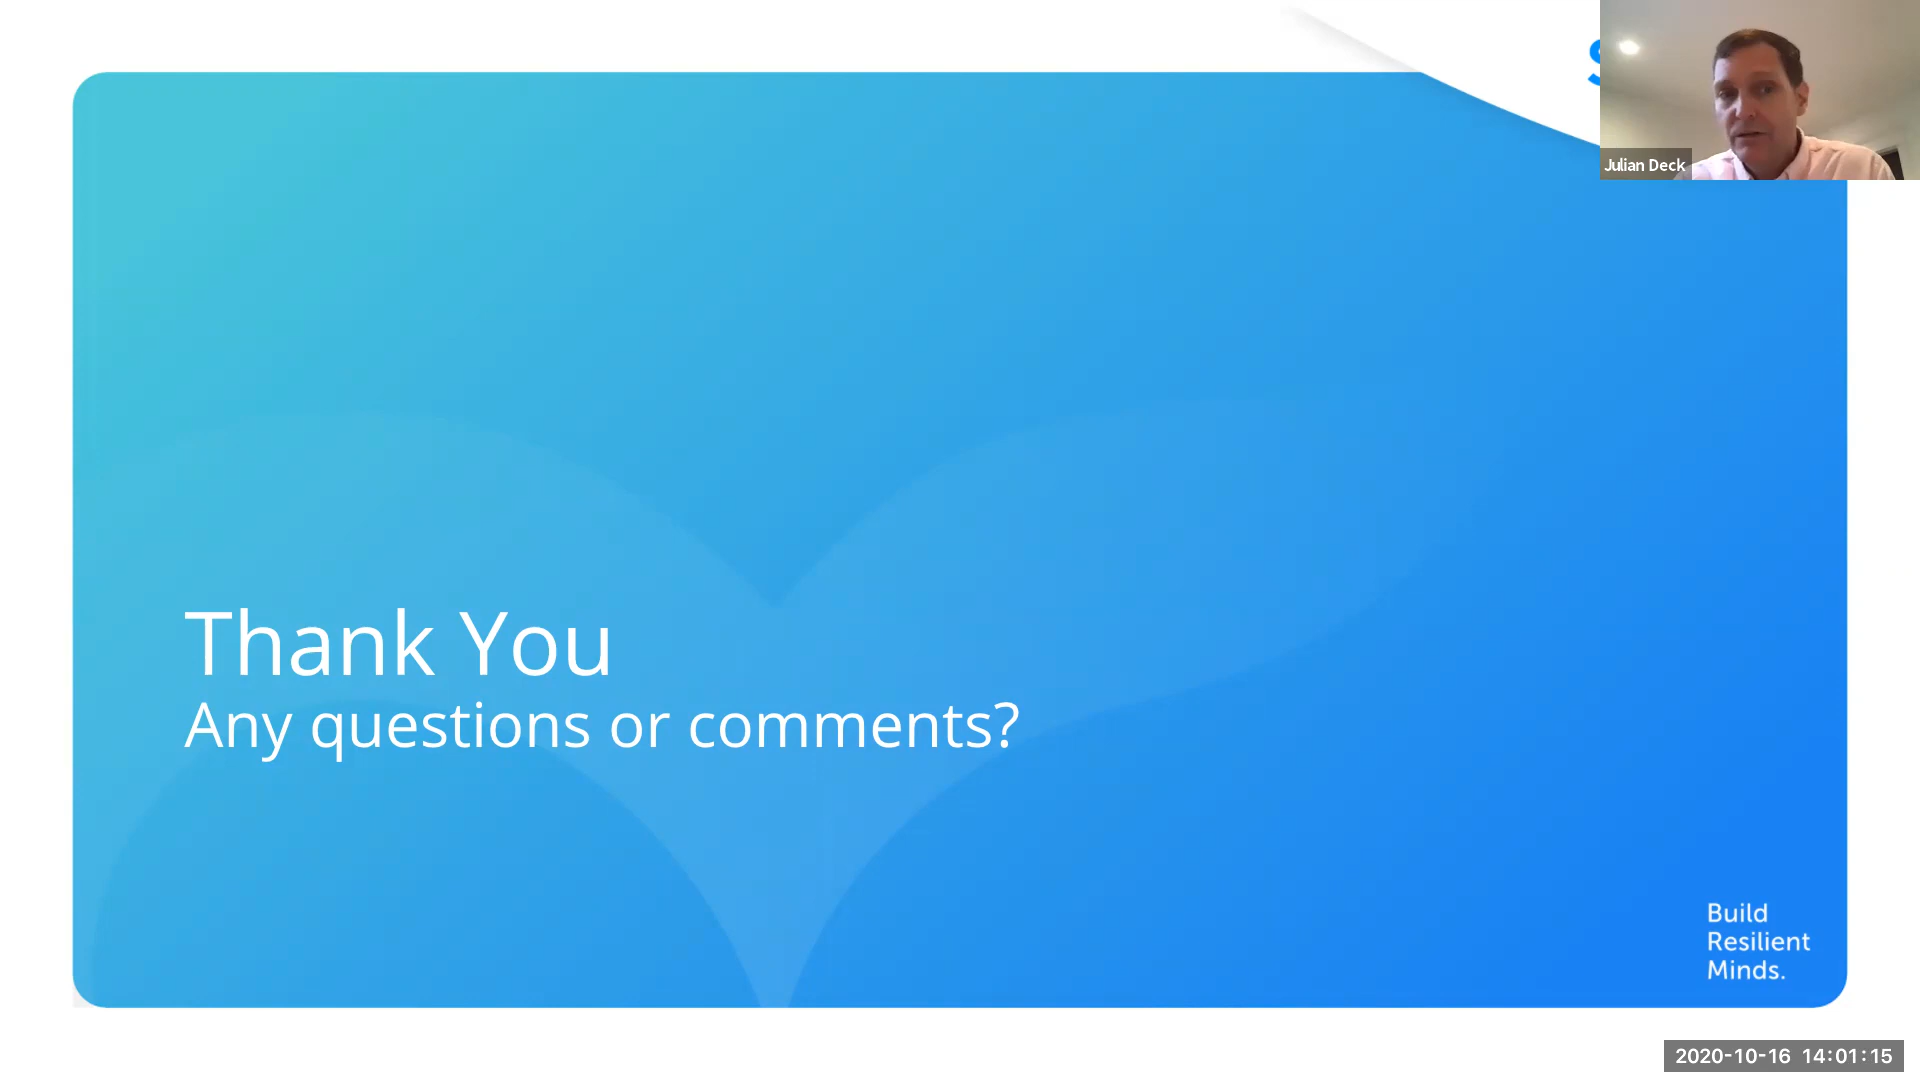 Julian Deck
Thank You
Any questions or comments?
Build
Resilient
Minds.
2020-10-16 14:01:15